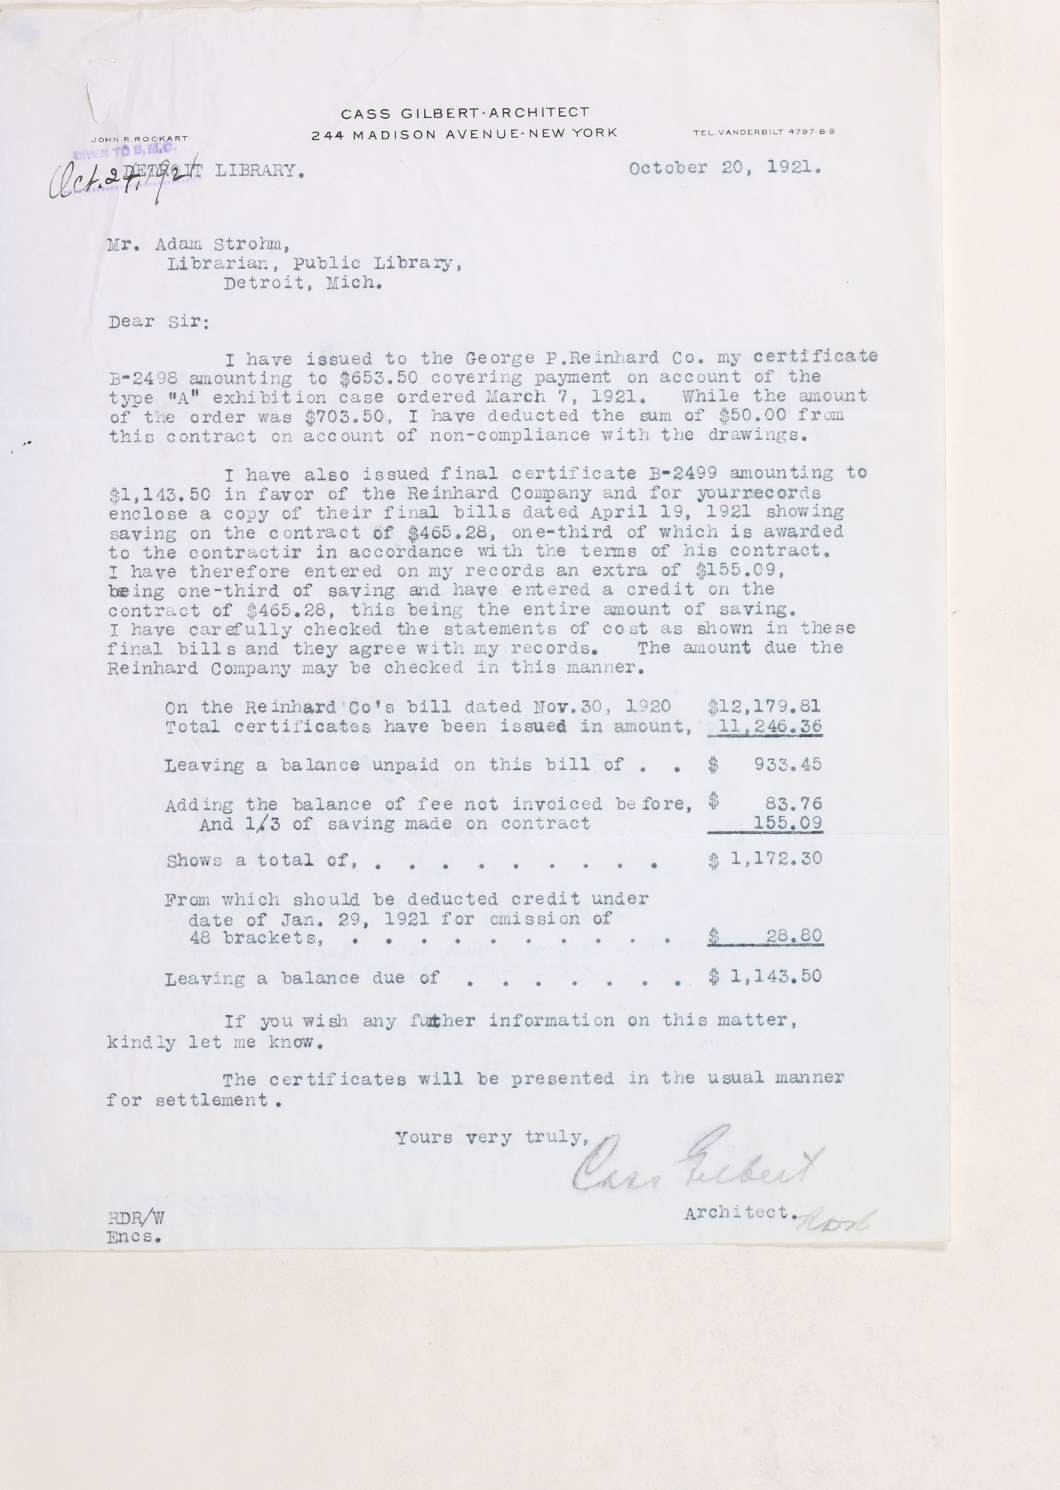 CASS GILBERT-ARCHITECT
244 MADISON AVENUE-NEW YORK
JOHN R ROCKART
TEL.VANDERBILT 4797-8-9
GIVEN TO B.M.C.
Oct. 24, 1921
DETROIT LIBRARY.
October 20, 1921.
Mr. Adam Strohm,
Librarian, Public Library,
Detroit, Mich.
Dear Sir:
I have issued to the George P.Reinhard Co. my certificate
B-2498 amounting to $653.50 covering payment on account of the
type "A" exhibition case ordered March 7, 1921. While the amount
of the order was $703.50, I have deducted the sum of $50.00 from
this contract on account of non-compliance with the drawings.
I have also issued final certificate B-2499 amounting to
$1,143.50 in favor of the Reinhard Company and for yourrecords
enclose a copy of their final bills dated April 19, 1921 showing
saving on the contract of $465.28, one-third of which is awarded
to the contractir in accordance with the terms of his contract.
I have therefore entered on my records an extra of $155.09,
being one-third of saving and have entered a credit on the
contract of $465.28, this being the entire amount of saving.
I have carefully checked the statements of cost as shown in these
final bills and they agree with my records. The amount due the
Reinhard Company may be checked in this manner.
On the Reinhard Co's bill dated Nov.30, 1920 $12,179.81
Total certificates have been issued in amount, 11,246.36
Leaving a balance unpaid on this bill of . . $ 933.45
Adding the balance of fee not invoiced before, $ 83.76
And 1/3 of saving made on contract 155.09
Shows a total of, . . . . . . . . . $ 1,172.30
From which should be deducted credit under
date of Jan. 29, 1921 for omission of
48 brackets, . . . . . . . . . . $ 28.80
Leaving a balance due of . . . . . . . $ 1,143.50
If you wish any further information on this matter,
kindly let me know.
The certificates will be presented in the usual manner
for settlement.
Yours very truly,
Cass Gilbert
Architect.
RDR/W
Encs.